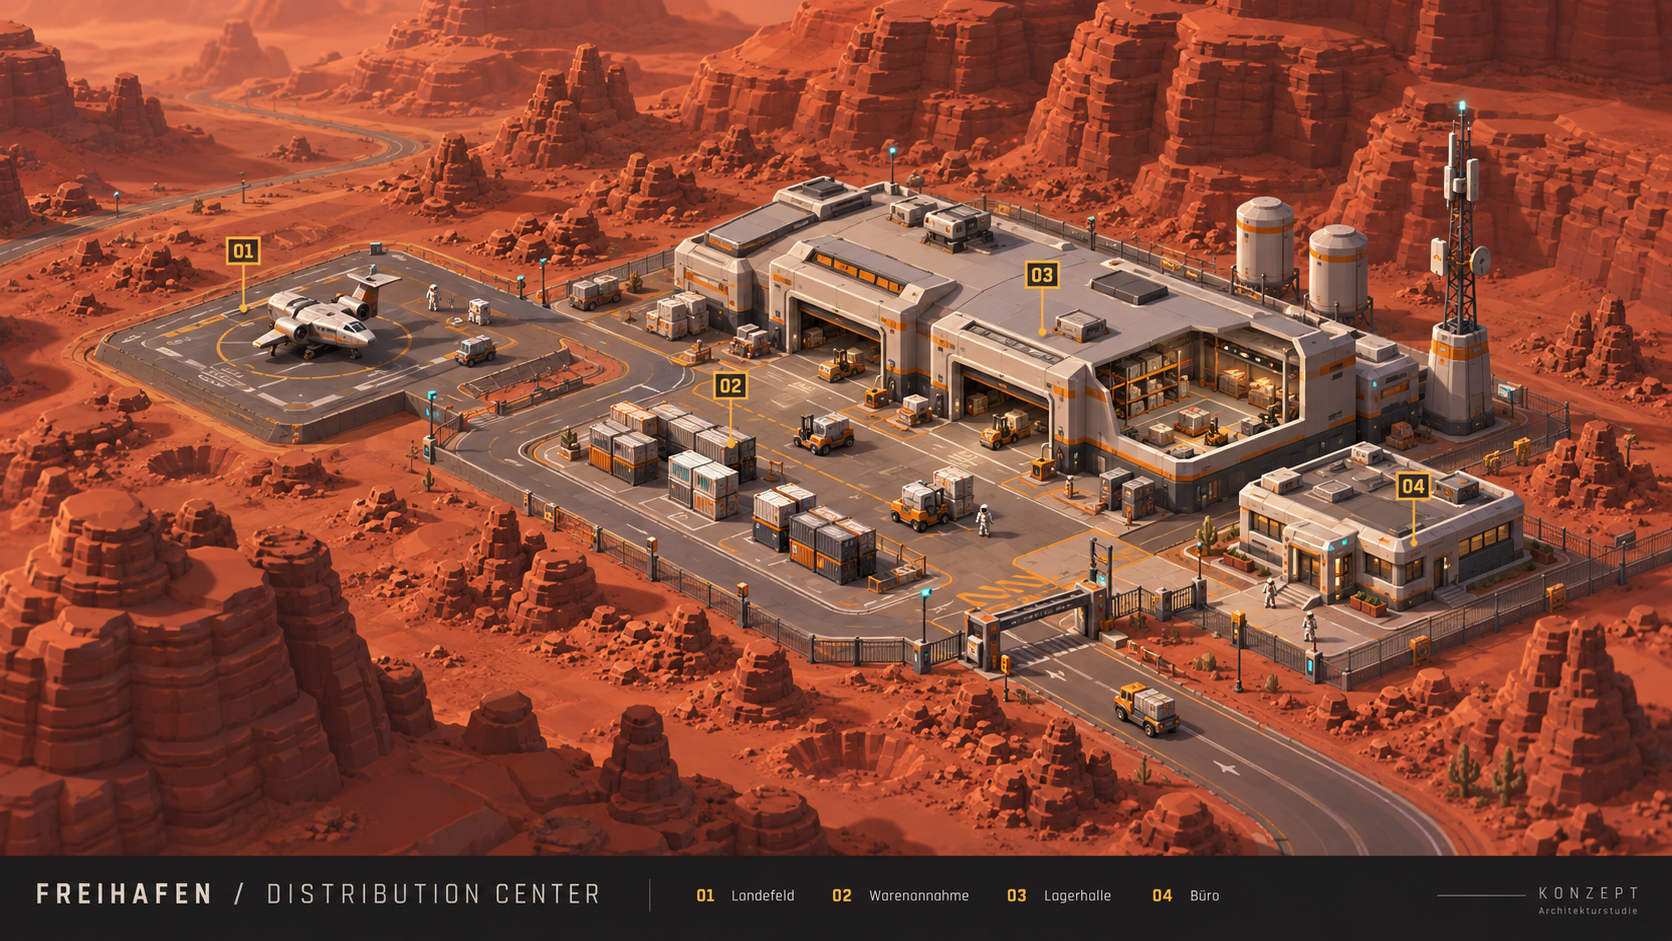 01
02
03
04
FREIHAFEN / DISTRIBUTION CENTER
01 Landefeld 02 Warenannahme 03 Lagerhalle 04 Büro
KONZEPT
Architekturstudie